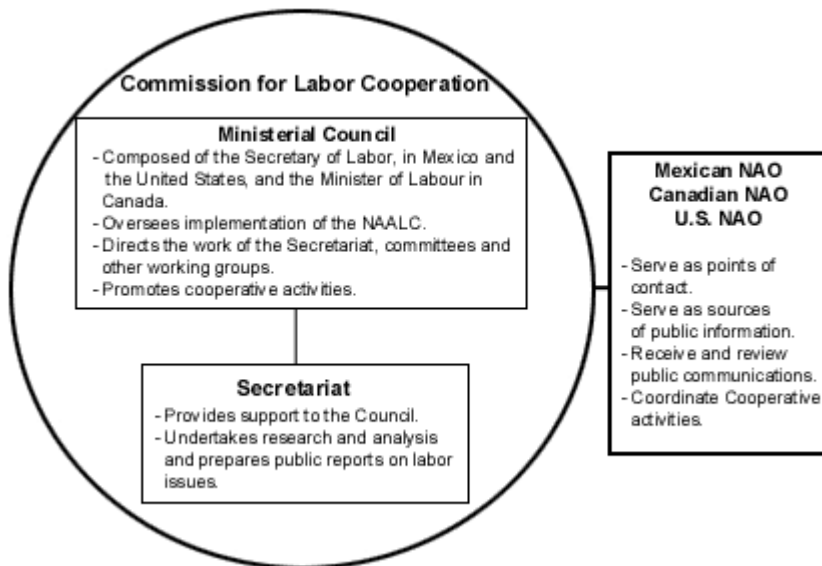 Commission for Labor Cooperation
Ministerial Council
- Composed of the Secretary of Labor, in Mexico and
the United States, and the Minister of Labour in
Canada.
- Oversees implementation of the NAALC.
- Directs the work of the Secretariat, committees and
other working groups.
- Promotes cooperative activities.
Secretariat
- Provides support to the Council.
- Undertakes research and analysis
and prepares public reports on labor
issues.
Mexican NAO
Canadian NAO
U.S. NAO
- Serve as points of
contact.
- Serve as sources
of public information.
- Receive and review
public communications.
- Coordinate Cooperative
activities.